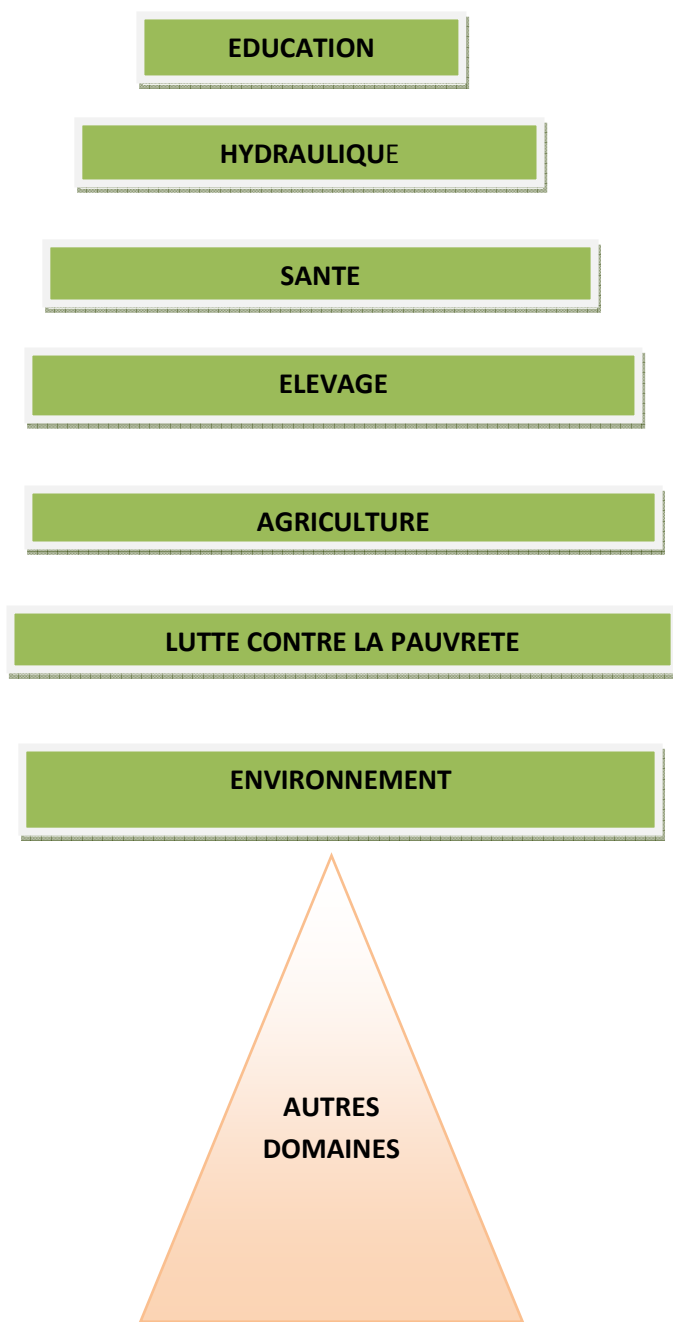 EDUCATION
HYDRAULIQUE
SANTE
ELEVAGE
AGRICULTURE
LUTTE CONTRE LA PAUVRETE
ENVIRONNEMENT
AUTRES
DOMAINES